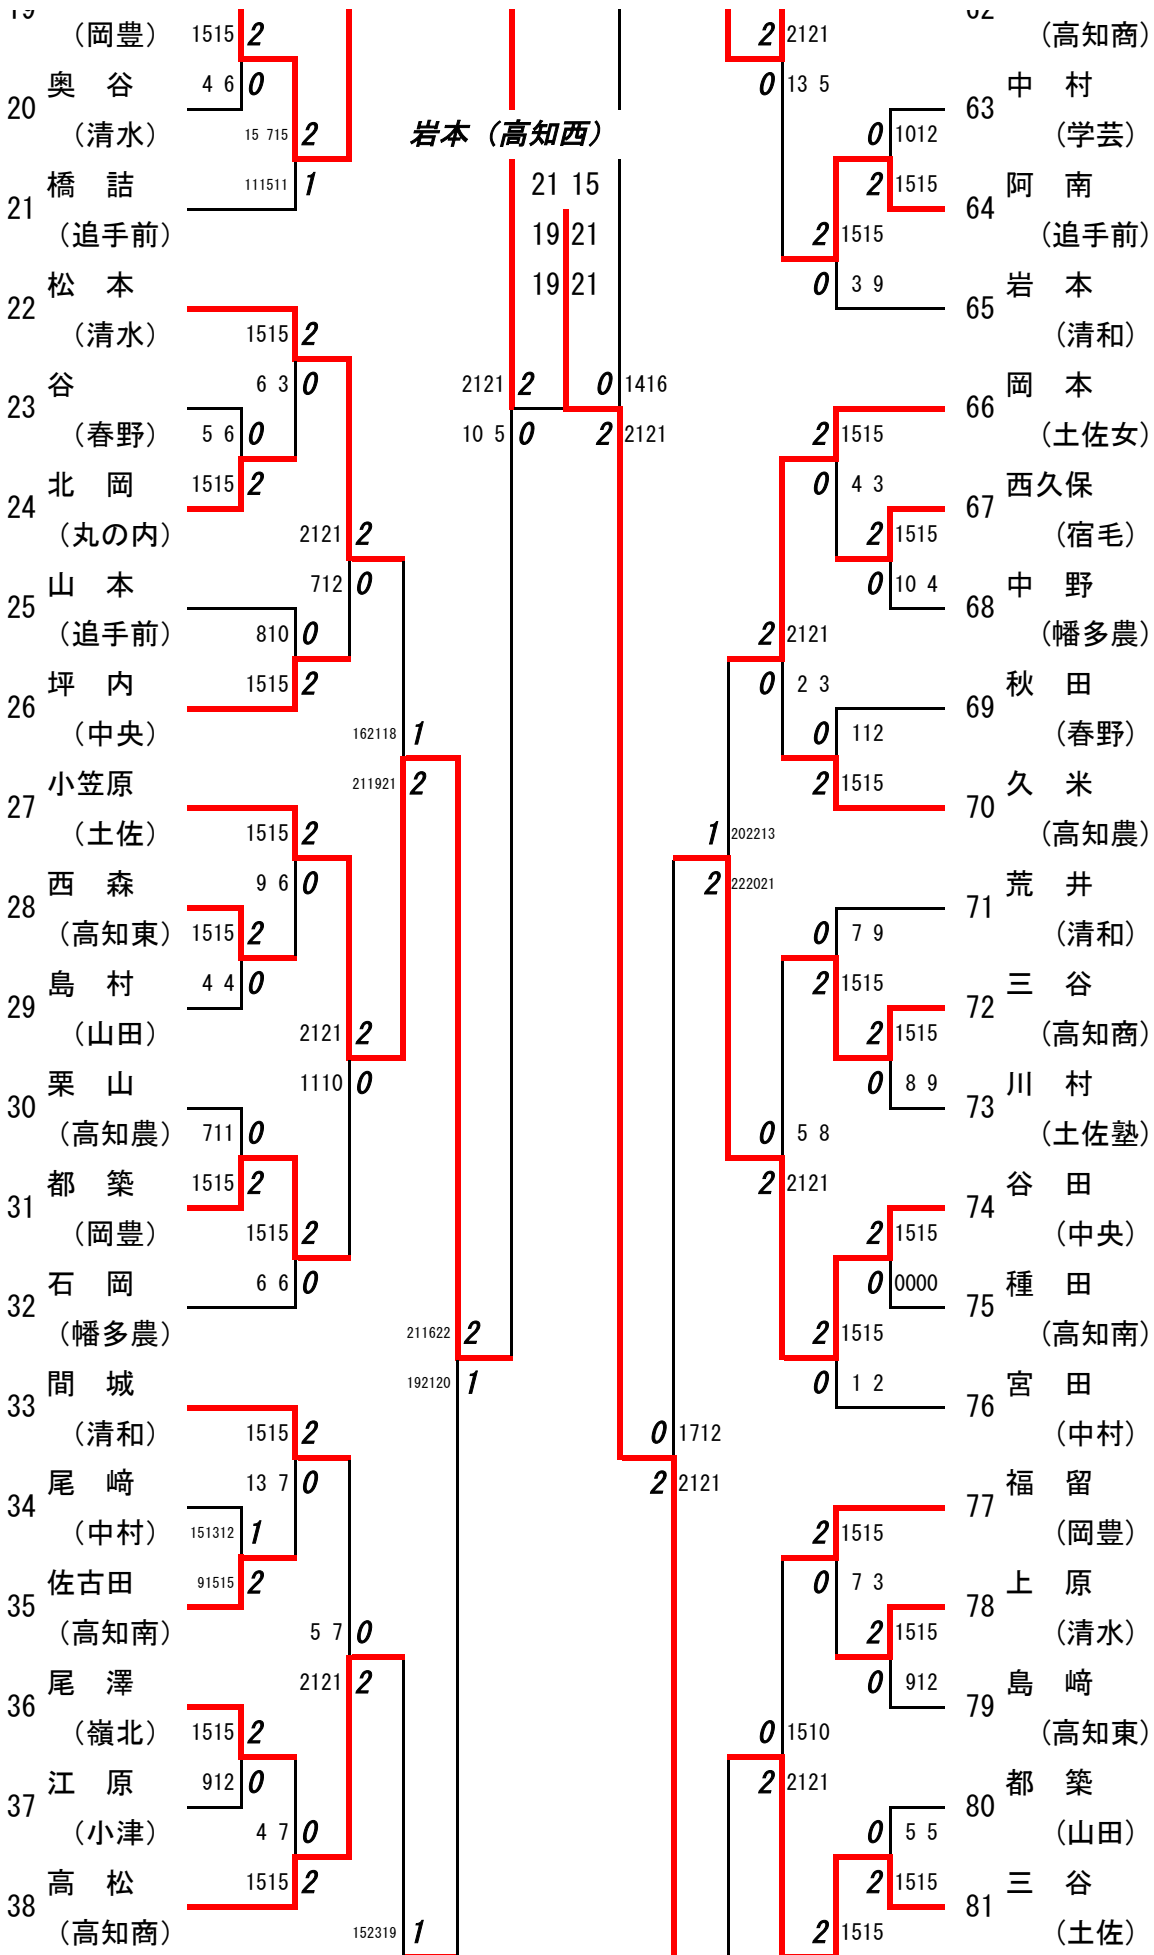 (岡豊) 1515 2
20 奥 谷 4 6 0
(清水) 15 715 2
21 橋 詰 111511 1
(追手前)
22 松 本
(清水) 1515 2
23 谷 6 3 0
(春野) 5 6 0
24 北 岡 1515 2
(丸の内) 2121 2
25 山 本 712 0
(追手前) 810 0
26 坪 内 1515 2
(中央) 162118 1
27 小笠原 211921 2
(土佐) 1515 2
28 西 森 9 6 0
(高知東) 1515 2
29 島 村 4 4 0
(山田) 2121 2
30 栗 山 1110 0
(高知農) 711 0
31 都 築 1515 2
(岡豊) 1515 2
32 石 岡 6 6 0
(幡多農) 211622 2
33 間 城 192120 1
(清和) 1515 2
34 尾 﨑 13 7 0
(中村) 151312 1
35 佐古田 91515 2
(高知南) 5 7 0
36 尾 澤 2121 2
(嶺北) 1515 2
37 江 原 912 0
(小津) 4 7 0
38 高 松 1515 2
(高知商) 152319 1
岩本(高知西)
21 15
19 21
19 21
2121 2 0 1416
10 5 0 2 2121
2 2121 (高知商)
0 13 5 63 中 村
0 1012 (学芸)
2 1515 64 阿 南
2 1515 (追手前)
0 3 9 65 岩 本
(清和)
66 岡 本
2 1515 (土佐女)
0 4 3 67 西久保
2 1515 (宿毛)
0 10 4 68 中 野
2 2121 (幡多農)
0 2 3 69 秋 田
0 112 (春野)
2 1515 70 久 米
1 202213 (高知農)
2 222021 71 荒 井
0 7 9 (清和)
2 1515 72 三 谷
2 1515 (高知商)
0 8 9 73 川 村
0 5 8 (土佐塾)
2 2121 74 谷 田
2 1515 (中央)
0 0000 75 種 田
2 1515 (高知南)
0 1 2 76 宮 田
0 1712 (中村)
2 2121 77 福 留
2 1515 (岡豊)
0 7 3 78 上 原
2 1515 (清水)
0 912 79 島 﨑
0 1510 (高知東)
2 2121 80 都 築
0 5 5 (山田)
2 1515 81 三 谷
2 1515 (土佐)